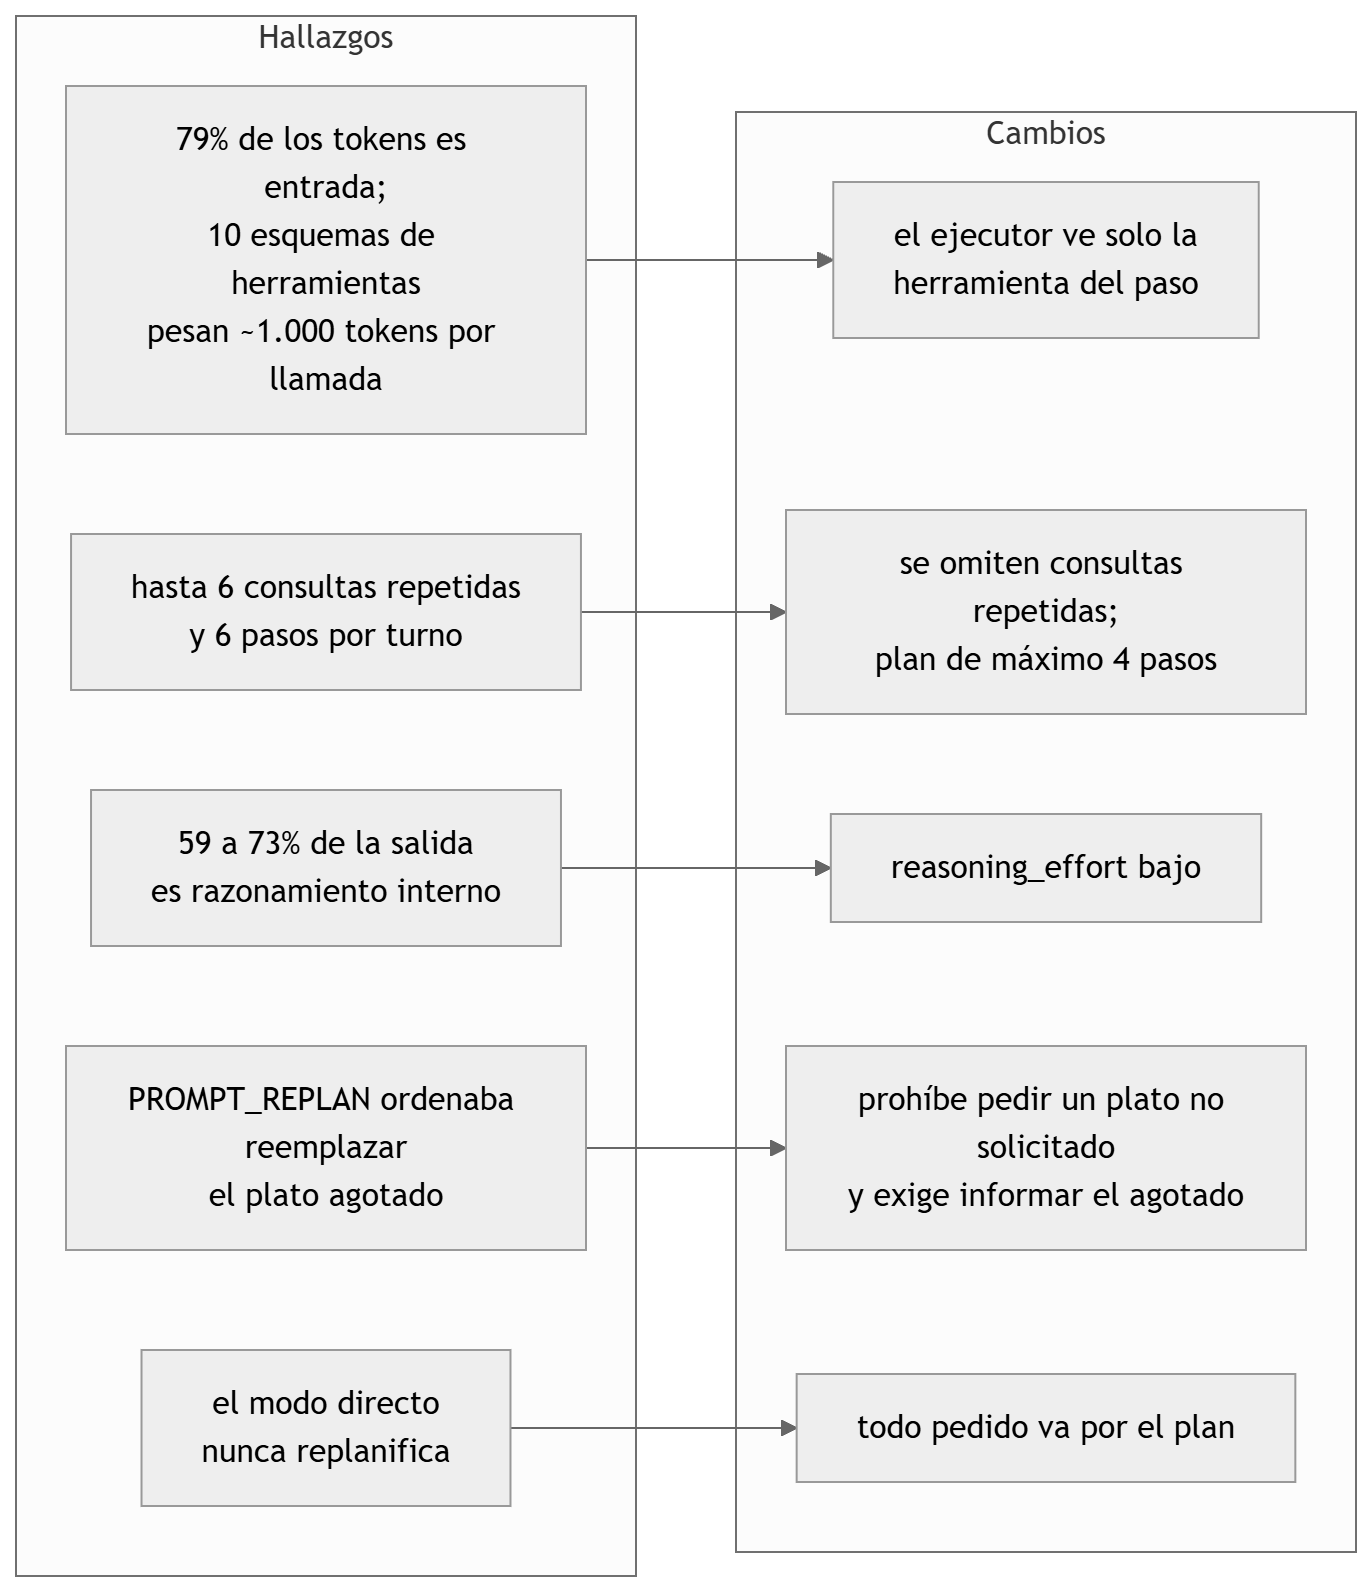 Hallazgos
79% de los tokens es
entrada;
10 esquemas de
herramientas
pesan ~1.000 tokens por
llamada
hasta 6 consultas repetidas
y 6 pasos por turno
59 a 73% de la salida
es razonamiento interno
PROMPT_REPLAN ordenaba
reemplazar
el plato agotado
el modo directo
nunca replanifica
Cambios
el ejecutor ve solo la
herramienta del paso
se omiten consultas
repetidas;
plan de máximo 4 pasos
reasoning_effort bajo
prohíbe pedir un plato no
solicitado
y exige informar el agotado
todo pedido va por el plan